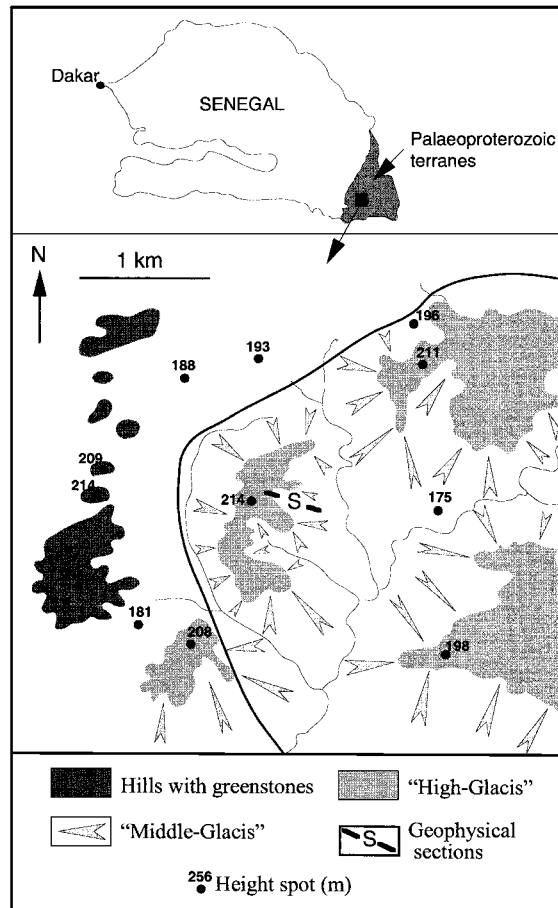 Dakar
SENEGAL
Palaeoproterozoic
terranes
N
1 km
196
193
211
188
209
214
214
S
175
181
208
198
Hills with greenstones
“High-Glacis”
“Middle-Glacis”
S
Geophysical
sections
256
Height spot (m)